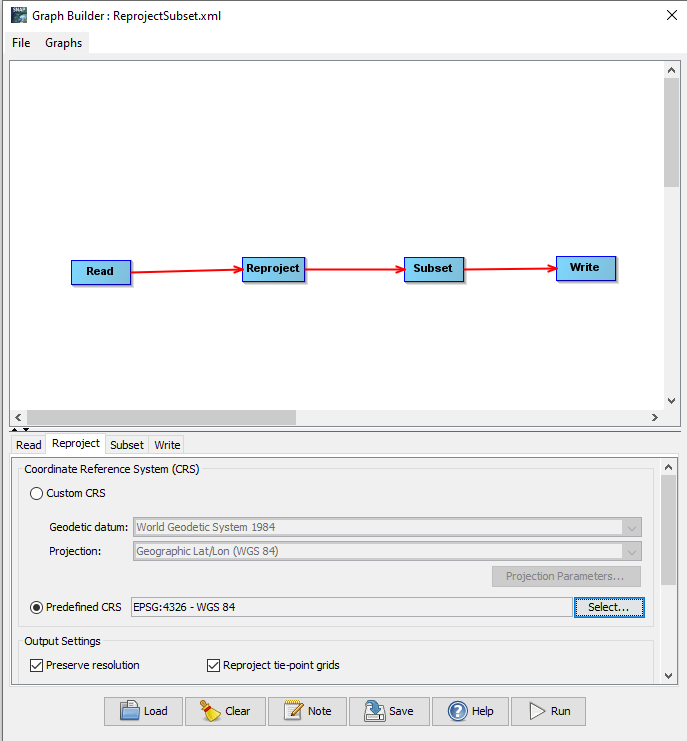 SNAP
Graph Builder : ReprojectSubset.xml
File Graphs
Read Reproject Subset Write
Read Reproject Subset Write
Coordinate Reference System (CRS)
Custom CRS
Geodetic datum: World Geodetic System 1984
Projection: Geographic Lat/Lon (WGS 84)
Projection Parameters...
Predefined CRS EPSG:4326 - WGS 84 Select...
Output Settings
Preserve resolution Reproject tie-point grids
Load Clear Note Save Help Run